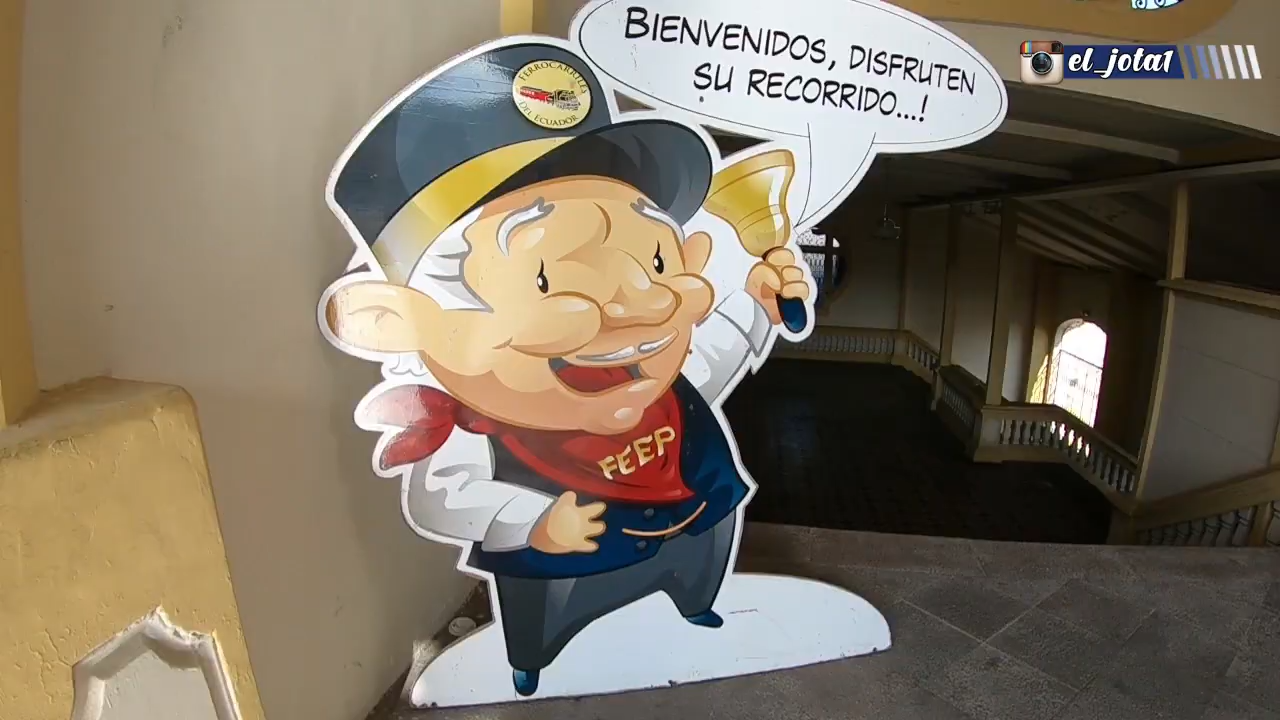 BIENVENIDOS, DISFRUTEN
SU RECORRIDO...!
el_jota1
FERROCARRILES
DEL ECUADOR
FEEP